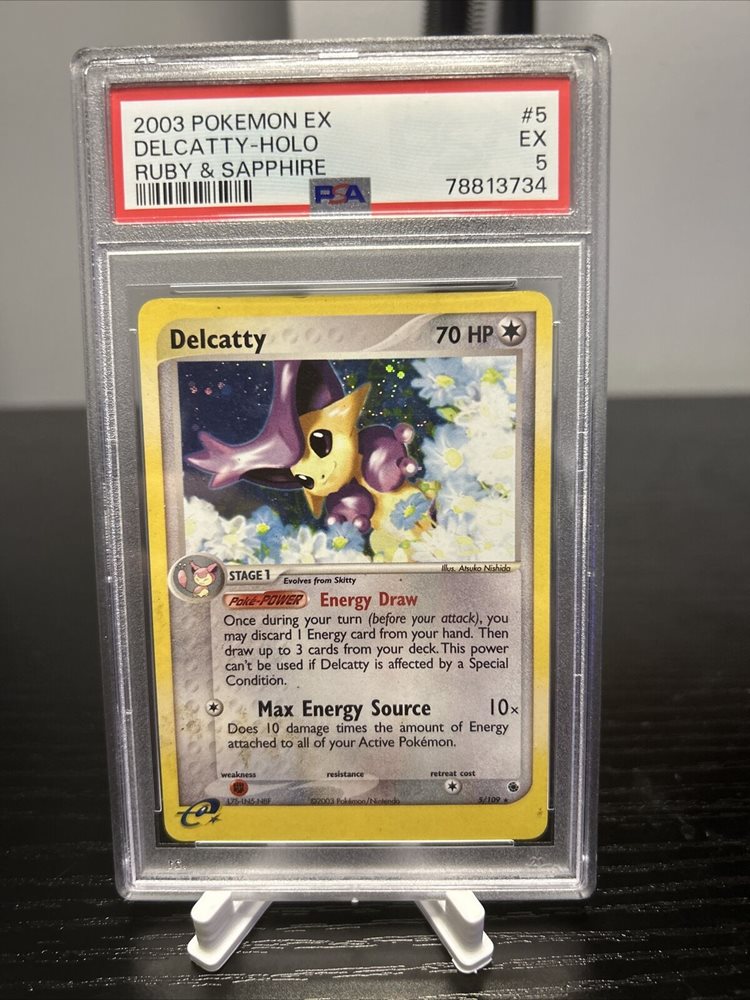 2003 POKEMON EX #5
DELCATTY-HOLO EX
RUBY & SAPPHIRE 5
PSA 78813734
Delcatty 70 HP
Illus. Atsuko Nishida
STAGE 1 Evolves from Skitty
Poké-POWER Energy Draw
Once during your turn (before your attack), you
may discard 1 Energy card from your hand. Then
draw up to 3 cards from your deck. This power
can't be used if Delcatty is affected by a Special
Condition.
Max Energy Source 10×
Does 10 damage times the amount of Energy
attached to all of your Active Pokémon.
weakness resistance retreat cost
©2003 Pokémon/Nintendo 5/109 ★
e